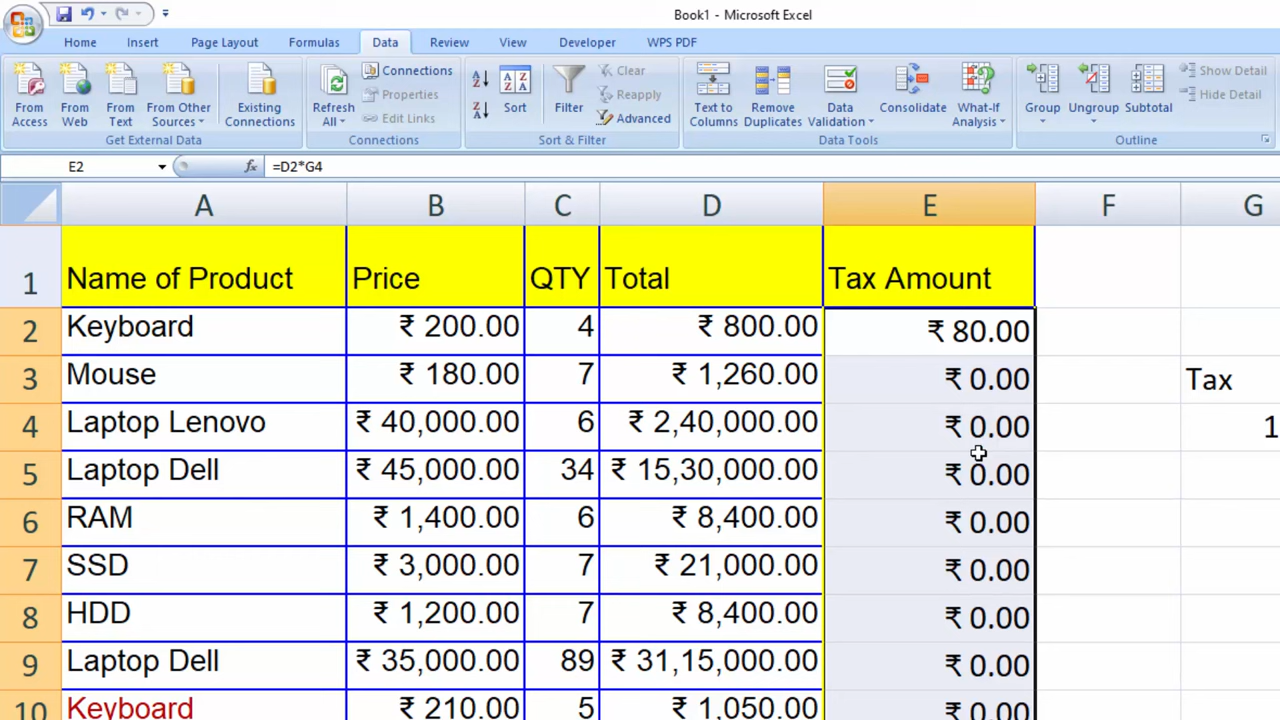 Book1 - Microsoft Excel
Home Insert Page Layout Formulas Data Review View Developer WPS PDF
From Access
From Web
From Text
From Other Sources
Existing Connections
Get External Data
Refresh All
Connections
Properties
Edit Links
Connections
Sort
Filter
Clear
Reapply
Advanced
Sort & Filter
Text to Columns
Remove Duplicates
Data Validation
Consolidate
What-If Analysis
Data Tools
Group
Ungroup
Subtotal
Show Detail
Hide Detail
Outline
E2 fx =D2*G4
A B C D E F G
1 Name of Product Price QTY Total Tax Amount
2 Keyboard ₹ 200.00 4 ₹ 800.00 ₹ 80.00
3 Mouse ₹ 180.00 7 ₹ 1,260.00 ₹ 0.00 Tax
4 Laptop Lenovo ₹ 40,000.00 6 ₹ 2,40,000.00 ₹ 0.00 1
5 Laptop Dell ₹ 45,000.00 34 ₹ 15,30,000.00 ₹ 0.00
6 RAM ₹ 1,400.00 6 ₹ 8,400.00 ₹ 0.00
7 SSD ₹ 3,000.00 7 ₹ 21,000.00 ₹ 0.00
8 HDD ₹ 1,200.00 7 ₹ 8,400.00 ₹ 0.00
9 Laptop Dell ₹ 35,000.00 89 ₹ 31,15,000.00 ₹ 0.00
10 Keyboard ₹ 210.00 5 ₹ 1,050.00 ₹ 0.00